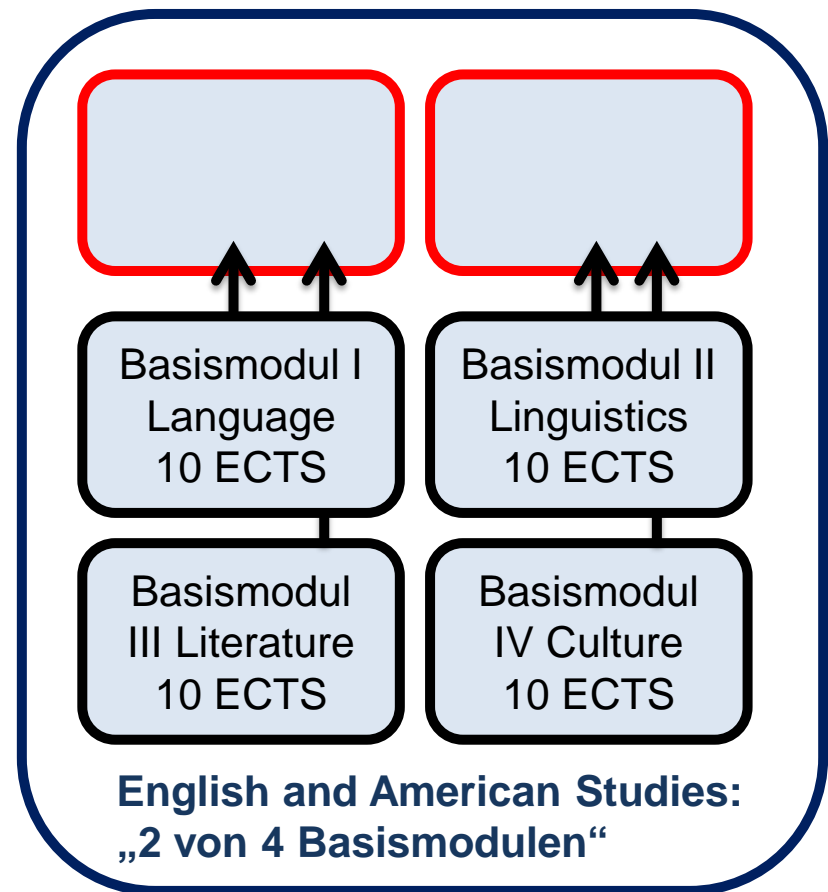 Basismodul I
Language
10 ECTS
Basismodul II
Linguistics
10 ECTS
Basismodul
III Literature
10 ECTS
Basismodul
IV Culture
10 ECTS
English and American Studies:
„2 von 4 Basismodulen“